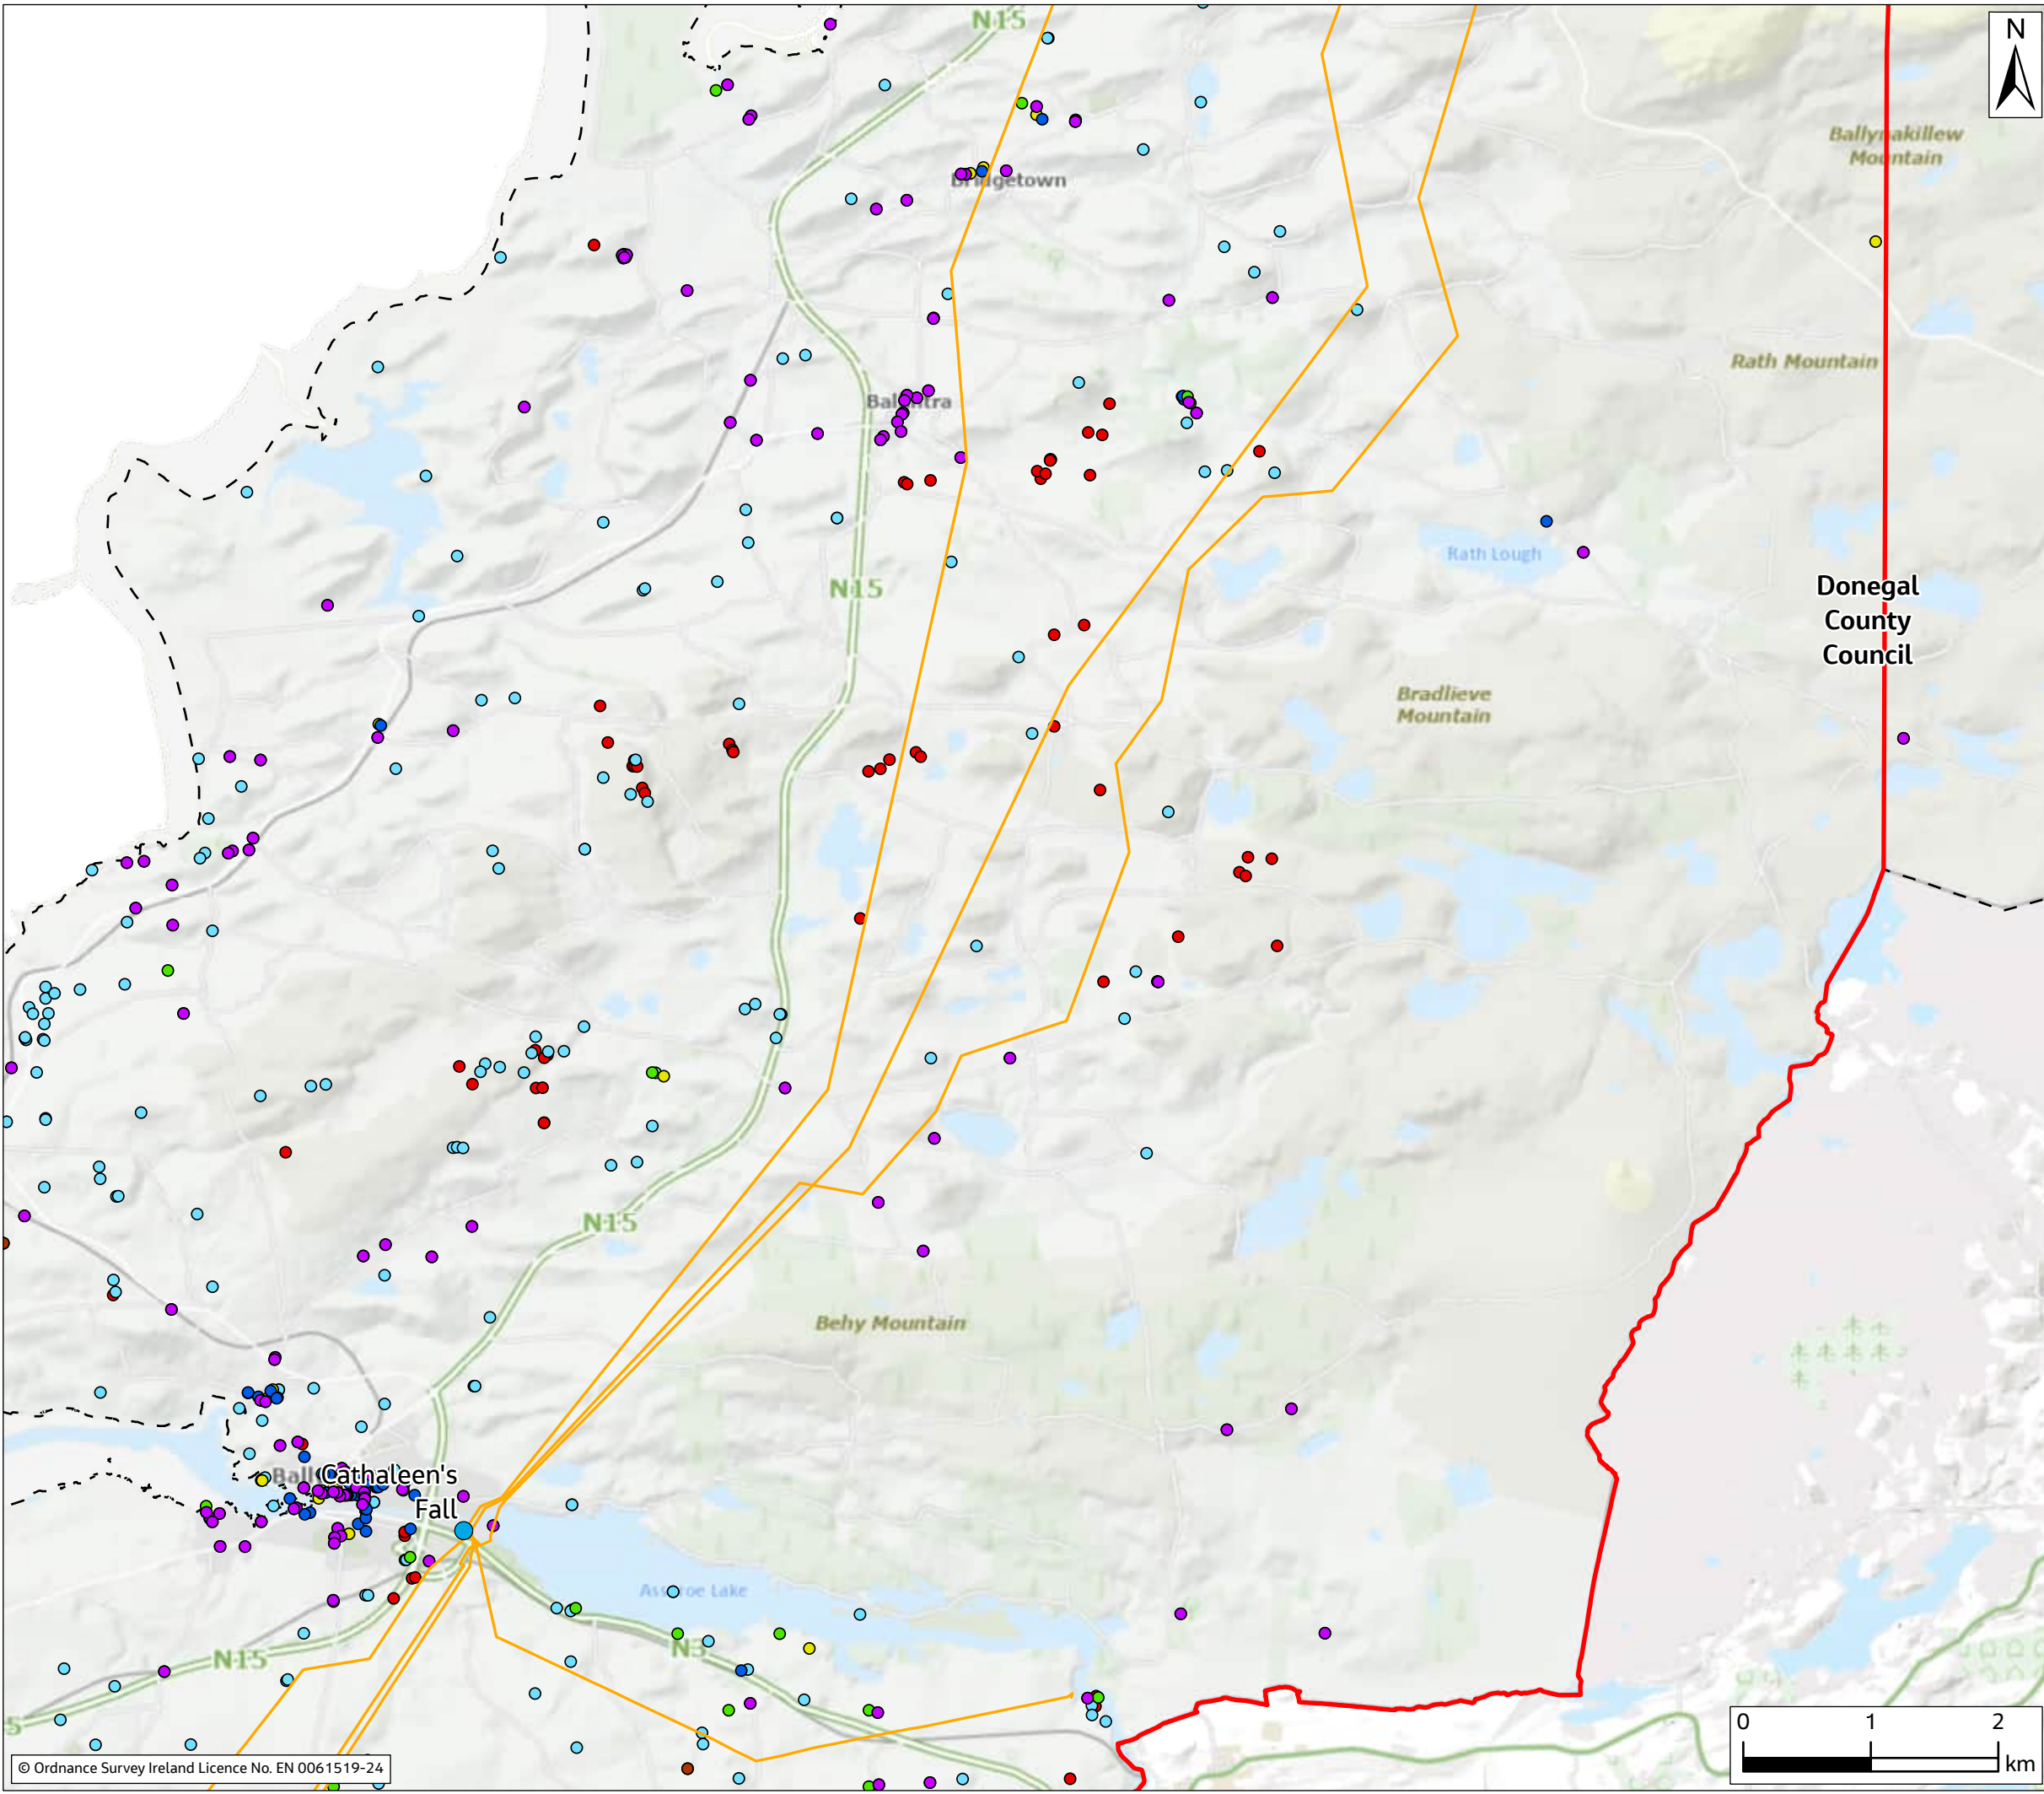 N15
N
Ballynakillew
Mountain
Bridgetown
Rath Mountain
N15
Rath Lough
Donegal
County
Council
Bradlieve
Mountain
N15
Behy Mountain
Cathaleen's
Fall
N15
N3
0 1 2
km
© Ordnance Survey Ireland Licence No. EN 0061519-24